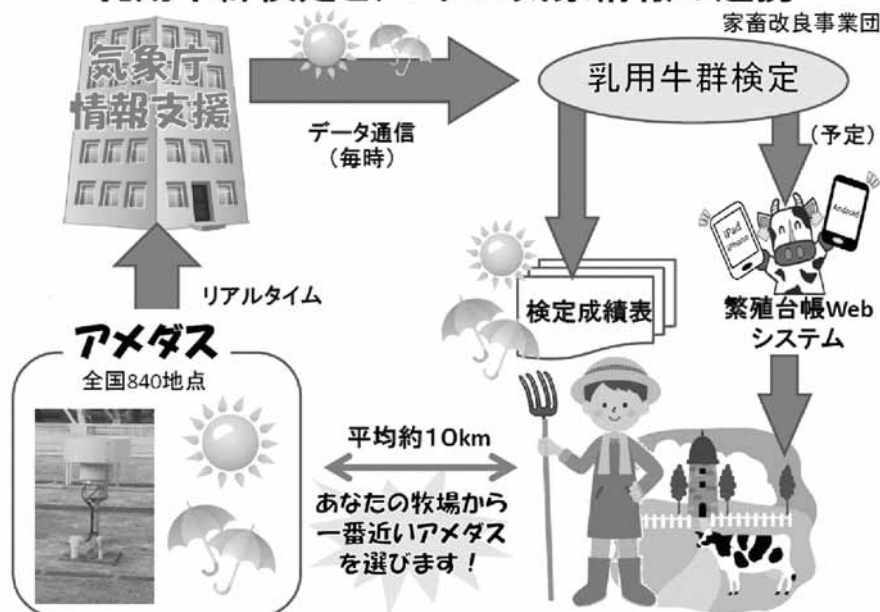 家畜改良事業団
気象庁
情報支援
データ通信
（毎時）
乳用牛群検定
（予定）
iPad
iPhone
Android
リアルタイム
検定成績表
繁殖台帳Web
システム
アメダス
全国840地点
平均約10km
あなたの牧場から
一番近いアメダス
を選びます！